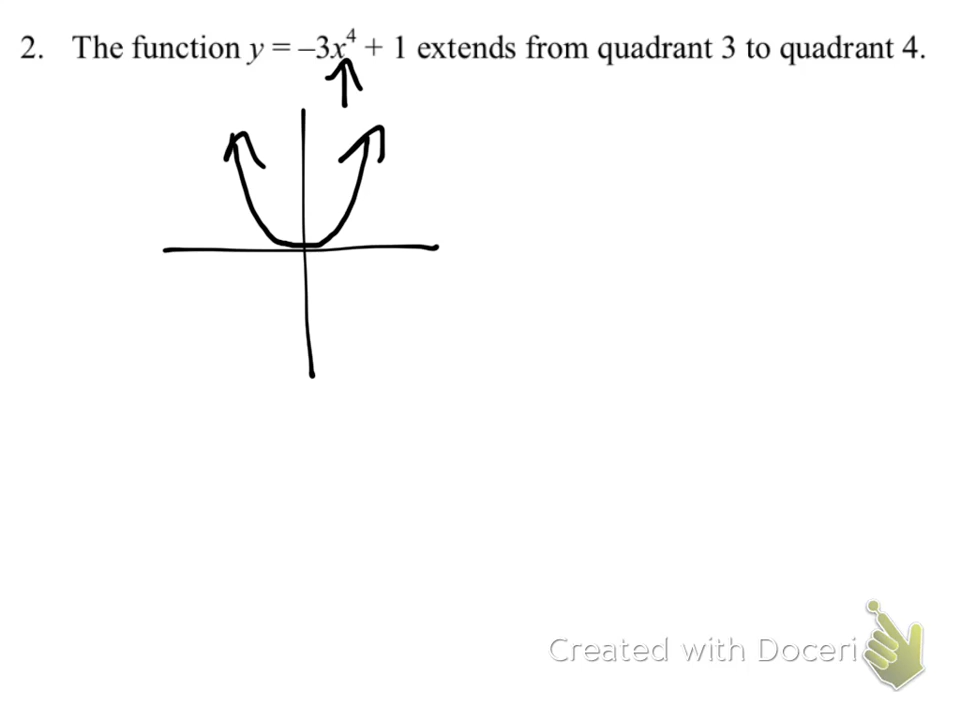 2. The function y = –3x⁴ + 1 extends from quadrant 3 to quadrant 4.
Created with Doceri